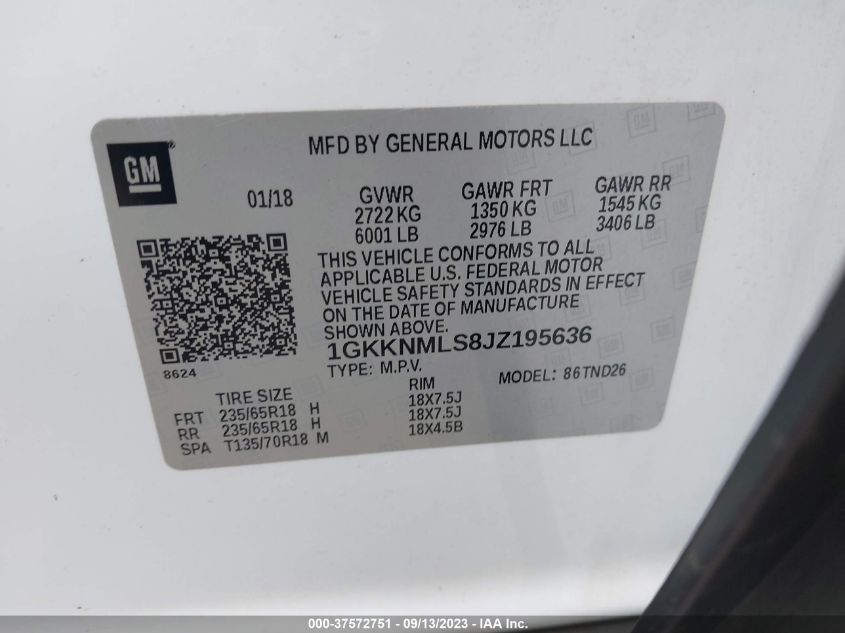 GM®
MFD BY GENERAL MOTORS LLC
01/18
GVWR
2722 KG
6001 LB
GAWR FRT
1350 KG
2976 LB
GAWR RR
1545 KG
3406 LB
THIS VEHICLE CONFORMS TO ALL
APPLICABLE U.S. FEDERAL MOTOR
VEHICLE SAFETY STANDARDS IN EFFECT
ON THE DATE OF MANUFACTURE
SHOWN ABOVE.
1GKKNMLS8JZ195636
8624
TYPE: M.P.V.
MODEL: 86TND26
TIRE SIZE RIM
FRT 235/65R18 H 18X7.5J
RR 235/65R18 H 18X7.5J
SPA T135/70R18 M 18X4.5B
000-37572751 - 09/13/2023 - IAA Inc.